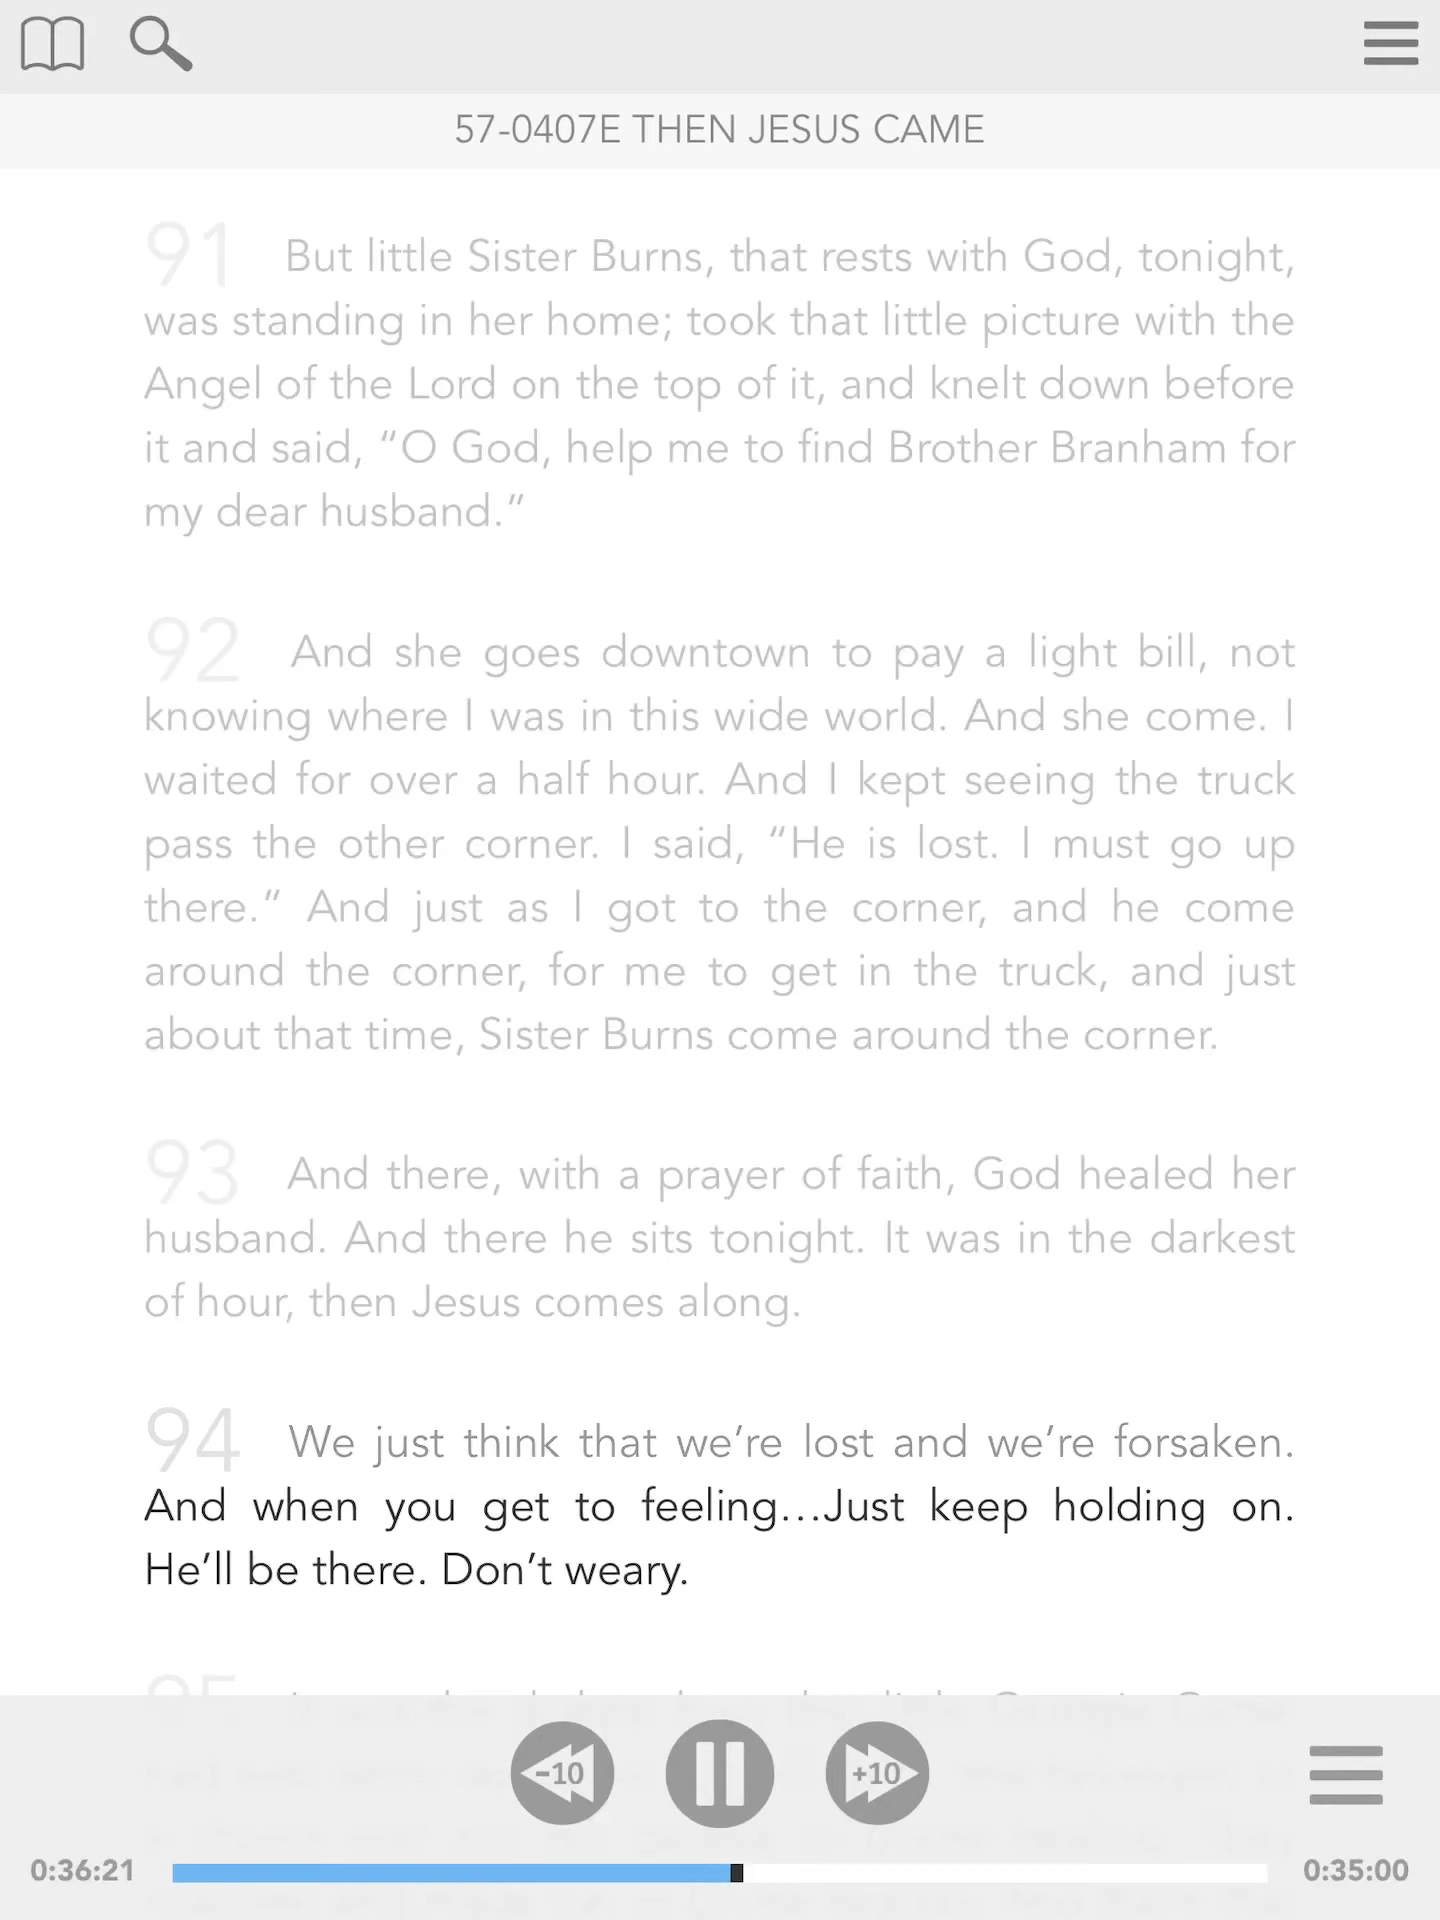 57-0407E THEN JESUS CAME
91 But little Sister Burns, that rests with God, tonight,
was standing in her home; took that little picture with the
Angel of the Lord on the top of it, and knelt down before
it and said, “O God, help me to find Brother Branham for
my dear husband.”
92 And she goes downtown to pay a light bill, not
knowing where I was in this wide world. And she come. I
waited for over a half hour. And I kept seeing the truck
pass the other corner. I said, “He is lost. I must go up
there.” And just as I got to the corner, and he come
around the corner, for me to get in the truck, and just
about that time, Sister Burns come around the corner.
93 And there, with a prayer of faith, God healed her
husband. And there he sits tonight. It was in the darkest
of hour, then Jesus comes along.
94 We just think that we’re lost and we’re forsaken.
And when you get to feeling…Just keep holding on.
He’ll be there. Don’t weary.
95
-10 +10
0:36:21 0:35:00